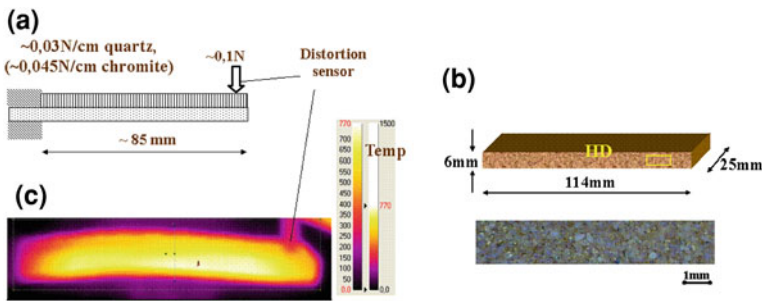 (a)
~0,03N/cm quartz,
(~0,045N/cm chromite)
~0,1N
Distortion
sensor
~ 85 mm
(b)
HD
6mm
25mm
114mm
1mm
(c)
770
1500
Temp
700
650
600
550
500
450
400
350
300
250
200
150
100
50
0.0
770
0,0